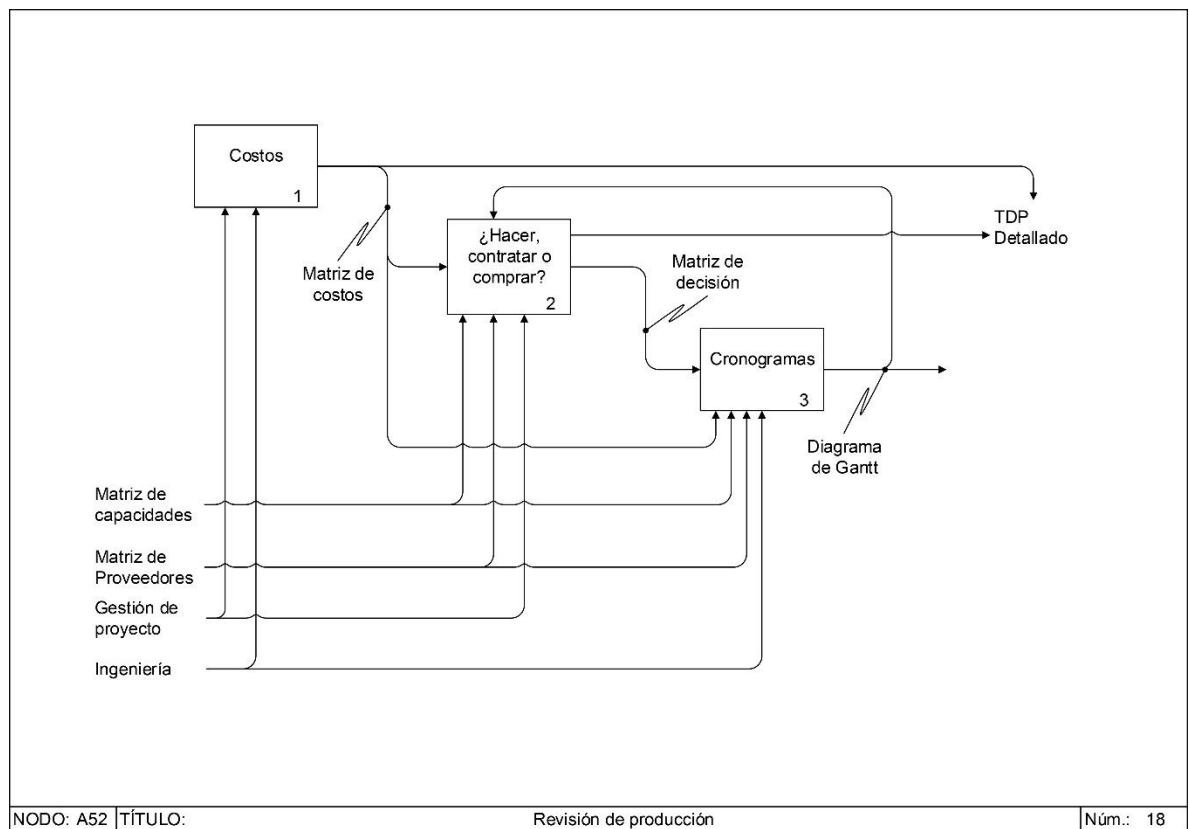 Costos
1
TDP
Detallado
¿Hacer,
contratar o
comprar?
2
Matriz de
costos
Matriz de
decisión
Cronogramas
3
Diagrama
de Gantt
Matriz de
capacidades
Matriz de
Proveedores
Gestión de
proyecto
Ingeniería
NODO: A52 TÍTULO: Revisión de producción Núm.: 18